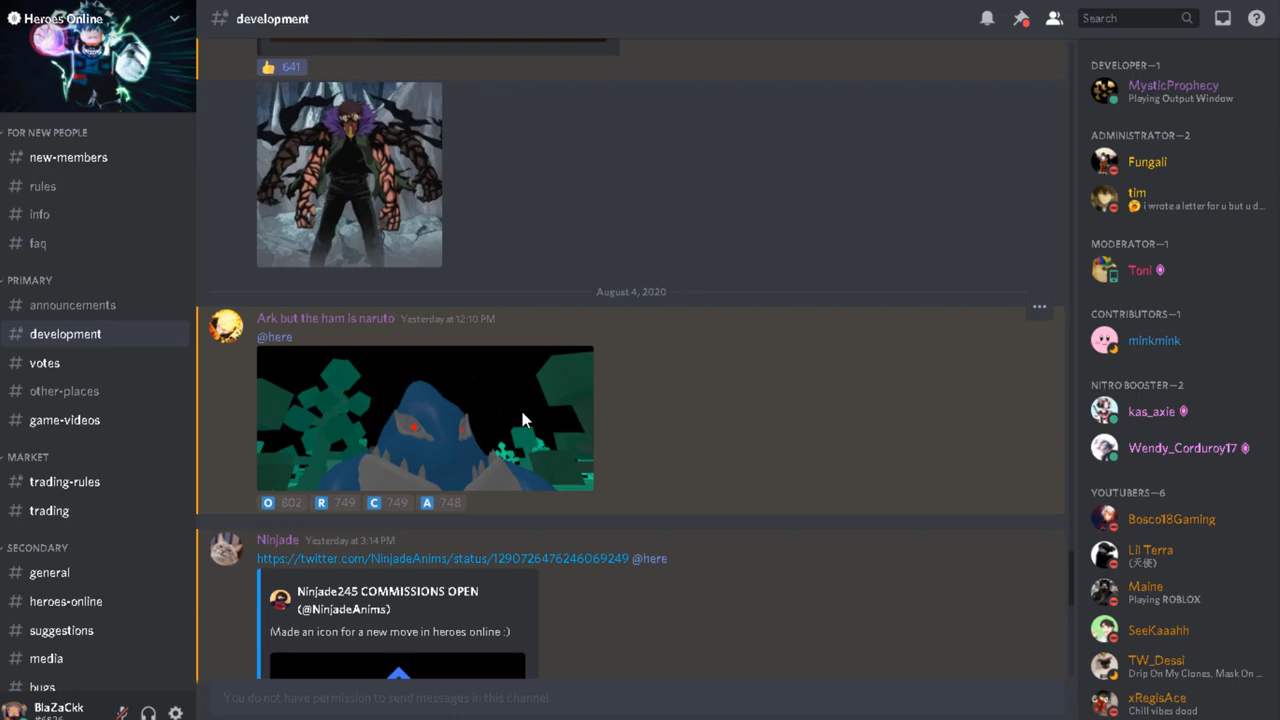 Heroes Online
FOR NEW PEOPLE
new-members
rules
info
faq
PRIMARY
announcements
development
votes
other-places
game-videos
MARKET
trading-rules
trading
SECONDARY
general
heroes-online
suggestions
media
bugs
BlaZaCkk
development
641
August 4, 2020
Ark but the ham is naruto Yesterday at 12:10 PM
@here
O 802 R 749 C 749 A 748
Ninjade Yesterday at 3:14 PM
https://twitter.com/NinjadeAnims/status/1290726476246069249 @here
Ninjade245 COMMISSIONS OPEN
(@NinjadeAnims)
Made an icon for a new move in heroes online :)
You do not have permission to send messages in this channel.
Search
DEVELOPER—1
MysticProphecy
Playing Output Window
ADMINISTRATOR—2
Fungali
tim
i wrote a letter for u but u d...
MODERATOR—1
Toni
CONTRIBUTORS—1
minkmink
NITRO BOOSTER—2
kas_axie
Wendy_Corduroy17
YOUTUBERS—6
Bosco18Gaming
Lil Terra
(天使)
Maine
Playing ROBLOX
SeeKaaahh
TW_Dessi
Drip On My Clanes, Mask On ...
xRegisAce
Chill vibes daad